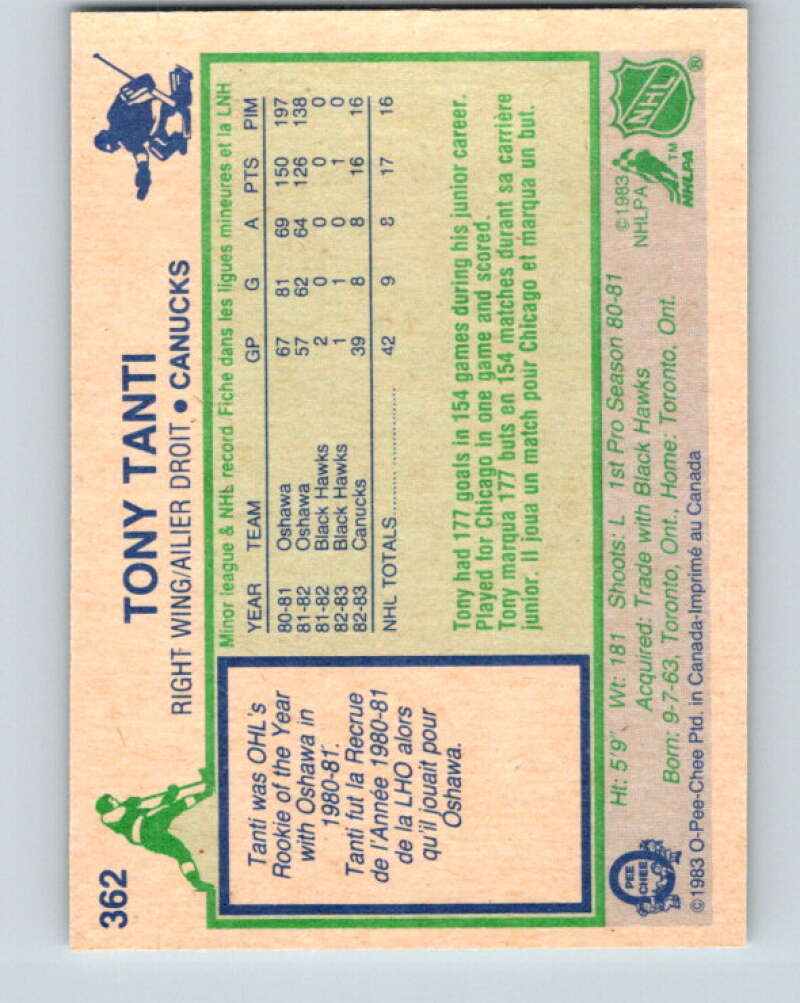 362
TONY TANTI
RIGHT WING/AILIER DROIT • CANUCKS
Minor league & NHL record. Fiche dans les ligues mineures et la LNH
YEAR TEAM GP G A PTS PIM
80-81 Oshawa 67 81 69 150 197
81-82 Oshawa 57 62 64 126 138
81-82 Black Hawks 2 0 0 0 0
82-83 Black Hawks 1 1 0 1 0
82-83 Canucks 39 8 8 16 16
NHL TOTALS.................... 42 9 8 17 16
Tanti was OHL's
Rookie of the Year
with Oshawa in
1980-81.
Tanti fut la Recrue
de l'Année 1980-81
de la LHO alors
qu'il jouait pour
Oshawa.
Tony had 177 goals in 154 games during his junior career.
Played for Chicago in one game and scored.
Tony marqua 177 buts en 154 matches durant sa carrière
junior. Il joua un match pour Chicago et marqua un but.
Ht: 5'9" Wt: 181 Shoots: L 1st Pro Season 80-81
Acquired: Trade with Black Hawks
Born: 9-7-63, Toronto, Ont., Home: Toronto, Ont.
©1983 O-Pee-Chee Ptd. in Canada-Imprimé au Canada
O
PEE
CHEE
©1983
NHLPA
NHL
®
NHLPA
TM